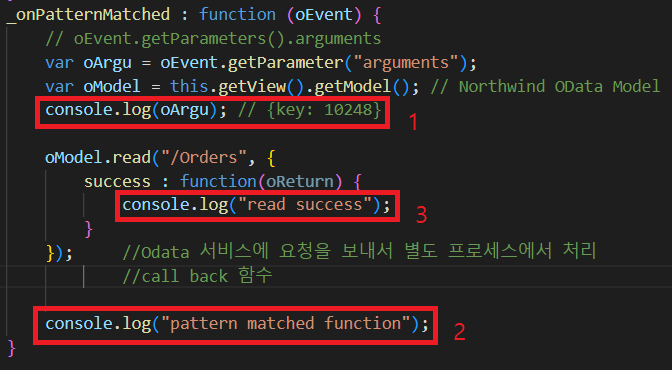 _onPatternMatched : function (oEvent) {
// oEvent.getParameters().arguments
var oArgu = oEvent.getParameter("arguments");
var oModel = this.getView().getModel(); // Northwind OData Model
console.log(oArgu); // {key: 10248}
1
oModel.read("/Orders", {
success : function(oReturn) {
console.log("read success");
3
}
}); //Odata 서비스에 요청을 보내서 별도 프로세스에서 처리
//call back 함수
console.log("pattern matched function");
2
}